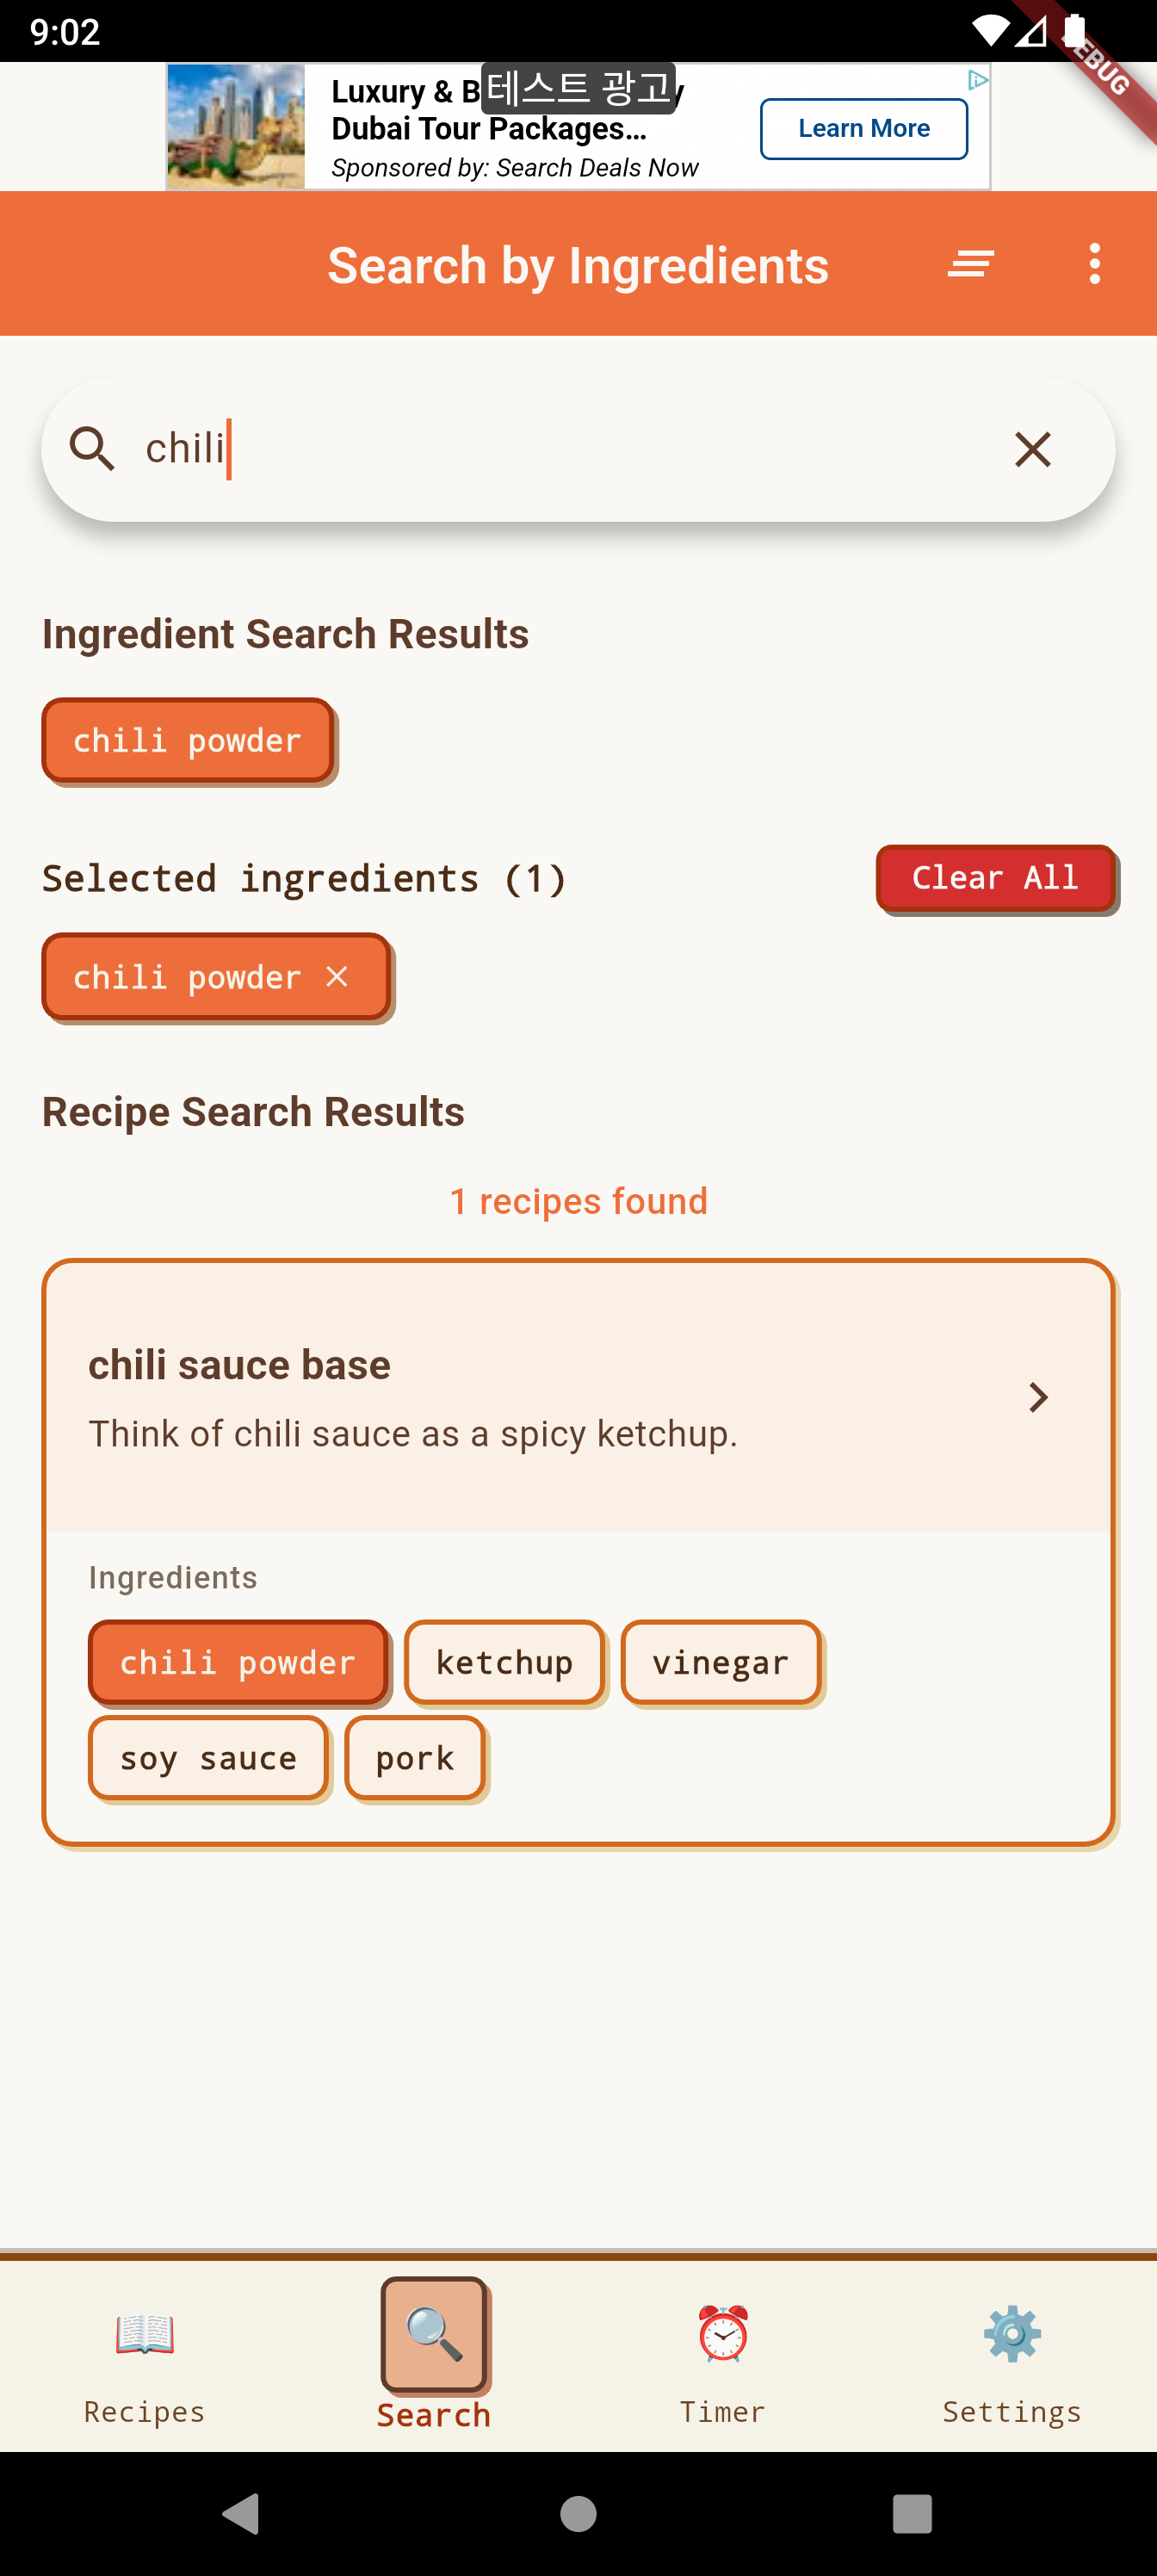 9:02
EBUG
Luxury & B
테스트 광고
Dubai Tour Packages...
Sponsored by: Search Deals Now
Learn More
Search by Ingredients
chili
Ingredient Search Results
chili powder
Selected ingredients (1)
Clear All
chili powder
Recipe Search Results
1 recipes found
chili sauce base
Think of chili sauce as a spicy ketchup.
Ingredients
chili powder ketchup vinegar
soy sauce pork
Recipes Search Timer Settings